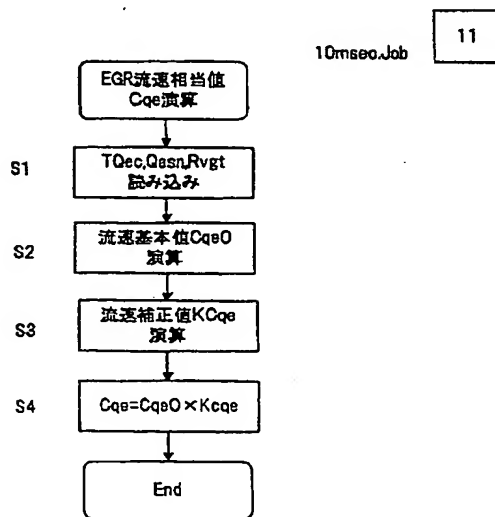 10msec.Job
11
EGR流速相当値
Cqe演算
S1
TQec,Qasn,Rvgt
読み込み
S2
流速基本値Cqe0
演算
S3
流速補正値KCqe
演算
S4
Cqe=Cqe0×Kcqe
End